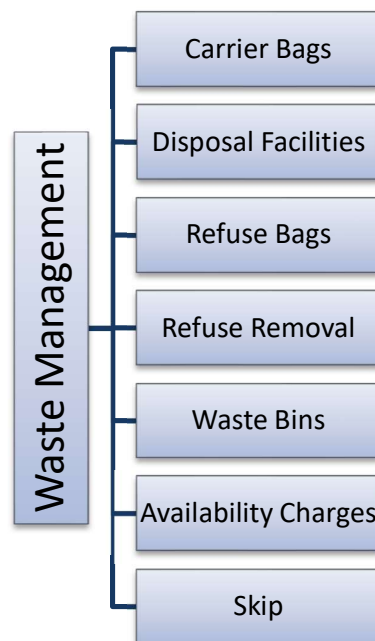 Waste Management
Carrier Bags
Disposal Facilities
Refuse Bags
Refuse Removal
Waste Bins
Availability Charges
Skip